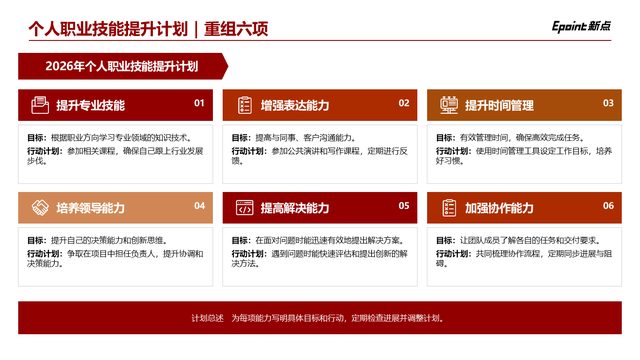 个人职业技能提升计划｜重组六项
Epoint新点
2026年个人职业技能提升计划
提升专业技能 01
目标：根据职业方向学习专业领域的知识技术。
行动计划：参加相关课程，确保自己跟上行业发展
步伐。
增强表达能力 02
目标：提高与同事、客户沟通能力。
行动计划：参加公共演讲和写作课程，定期进行反
馈。
提升时间管理 03
目标：有效管理时间，确保高效完成任务。
行动计划：使用时间管理工具设定工作目标，培养
好习惯。
培养领导能力 04
目标：提升自己的决策能力和创新思维。
行动计划：争取在项目中担任负责人，提升协调和
决策能力。
提高解决能力 05
目标：在面对问题时能迅速有效地提出解决方案。
行动计划：遇到问题时能快速评估和提出创新的解
决方法。
加强协作能力 06
目标：让团队成员了解各自的任务和交付要求。
行动计划：共同梳理协作流程，定期同步进展与阻
碍。
计划总述 为每项能力写明具体目标和行动，定期检查进展并调整计划。